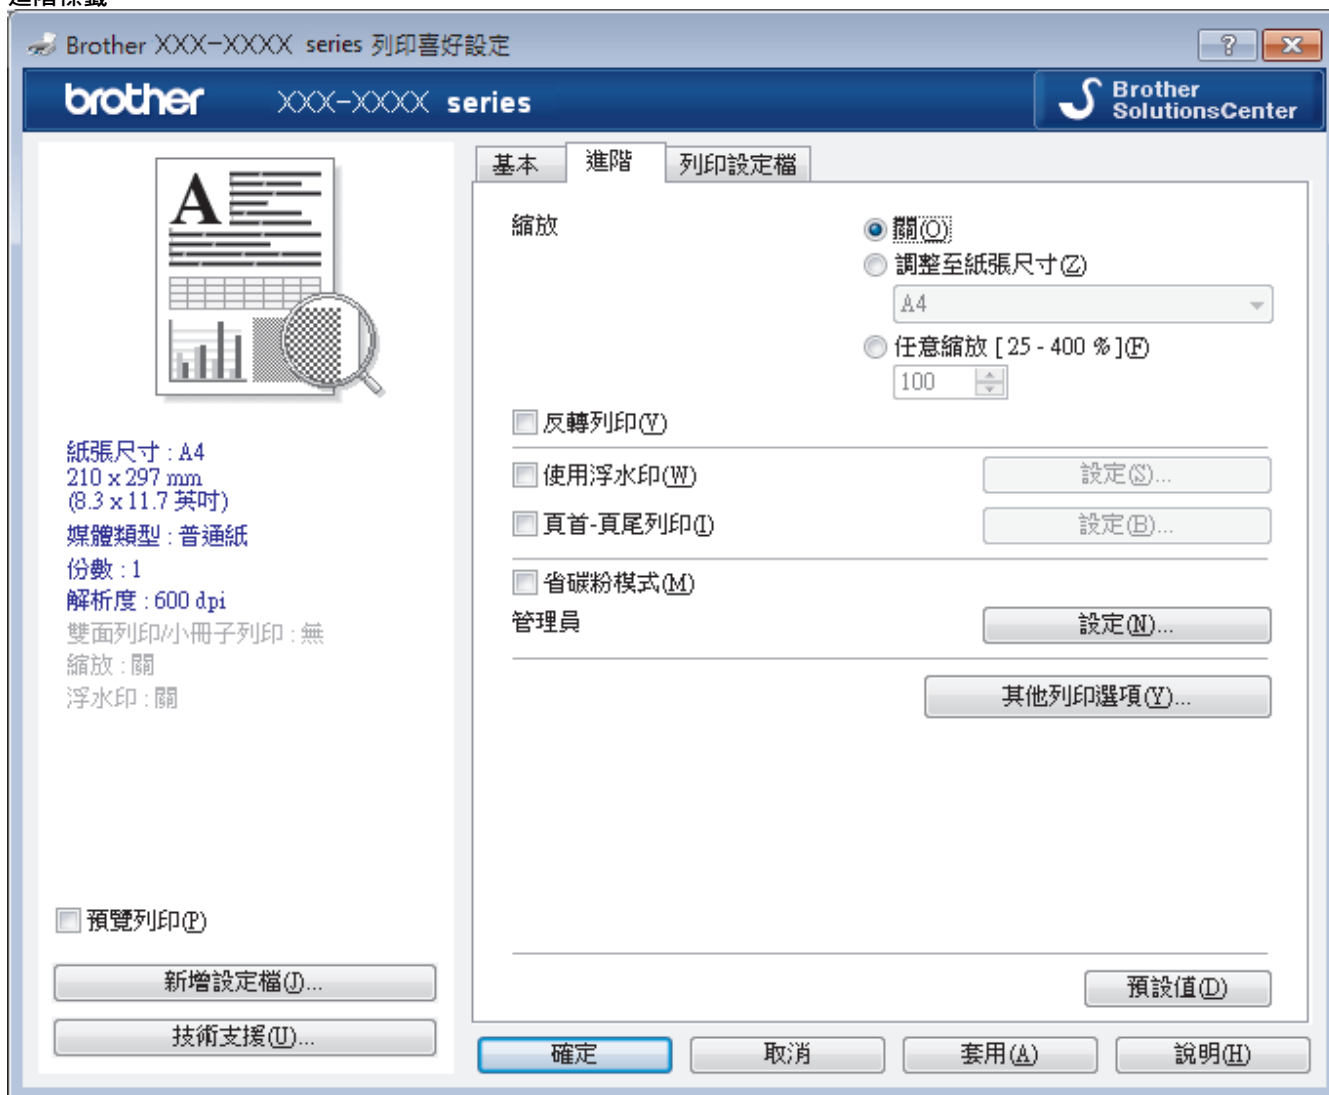 進階標籤
Brother XXX-XXXX series 列印喜好設定
brother XXX-XXXX series
Brother
SolutionsCenter
基本 進階 列印設定檔
縮放
關(O)
調整至紙張尺寸(Z)
A4
任意縮放 [ 25 - 400 % ](F)
100
反轉列印(V)
使用浮水印(W)
設定(S)...
頁首-頁尾列印(I)
設定(B)...
省碳粉模式(M)
管理員
設定(N)...
其他列印選項(Y)...
預設值(D)
A
紙張尺寸 : A4
210 x 297 mm
(8.3 x 11.7 英吋)
媒體類型 : 普通紙
份數 : 1
解析度 : 600 dpi
雙面列印/小冊子列印 : 無
縮放 : 關
浮水印 : 關
預覽列印(P)
新增設定檔(J)...
技術支援(U)...
確定 取消 套用(A) 說明(H)